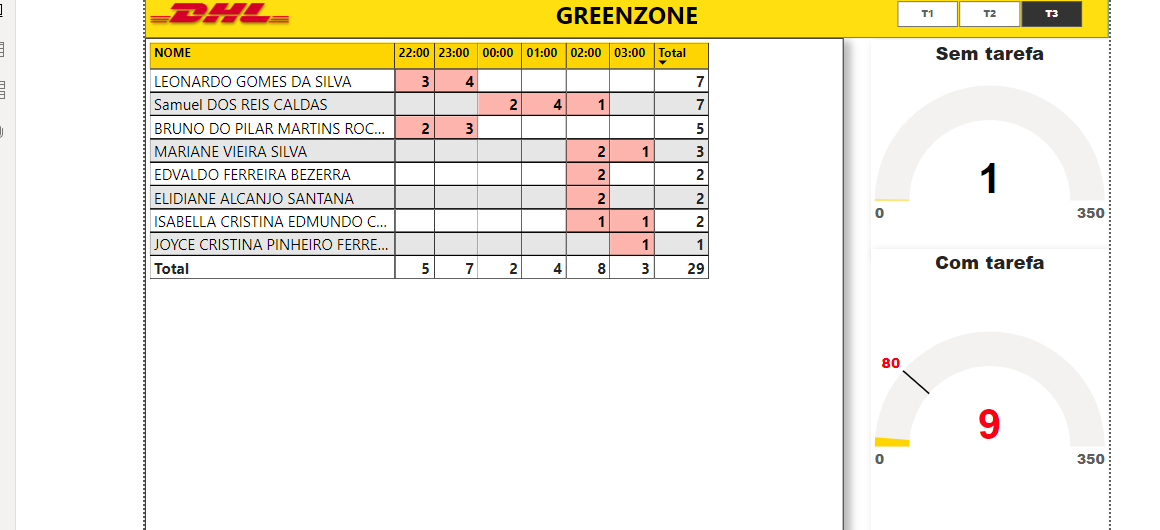 DHL
GREENZONE
T1 T2 T3
NOME 22:00 23:00 00:00 01:00 02:00 03:00 Total
LEONARDO GOMES DA SILVA 3 4 7
Samuel DOS REIS CALDAS 2 4 1 7
BRUNO DO PILAR MARTINS ROC... 2 3 5
MARIANE VIEIRA SILVA 2 1 3
EDVALDO FERREIRA BEZERRA 2 2
ELIDIANE ALCANJO SANTANA 2 2
ISABELLA CRISTINA EDMUNDO C... 1 1 2
JOYCE CRISTINA PINHEIRO FERRE... 1 1
Total 5 7 2 4 8 3 29
Sem tarefa
1
0 350
Com tarefa
80
9
0 350